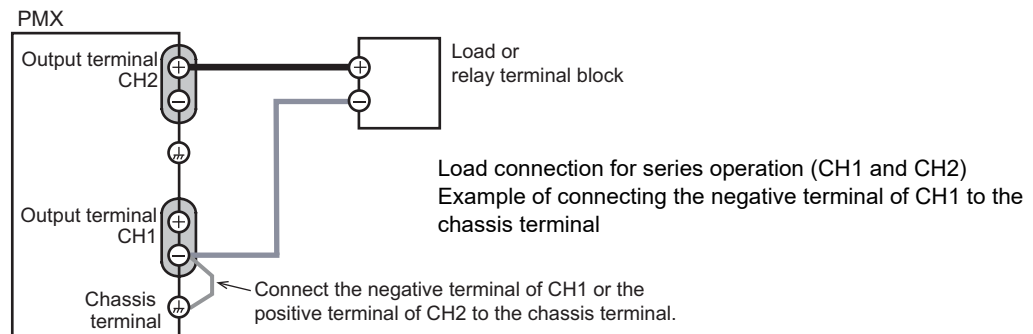 PMX
Output terminal
CH2
+
−
Load or
relay terminal block
+
−
Load connection for series operation (CH1 and CH2)
Example of connecting the negative terminal of CH1 to the
chassis terminal
Output terminal
CH1
+
−
Connect the negative terminal of CH1 or the
positive terminal of CH2 to the chassis terminal.
Chassis
terminal